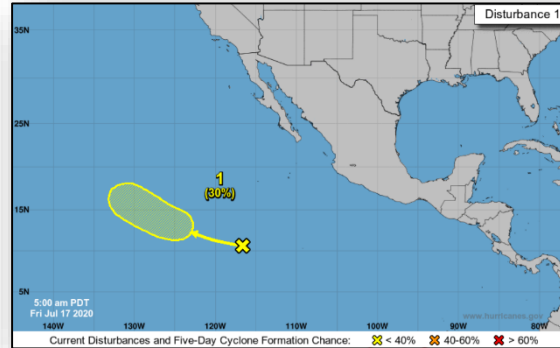 Disturbance 1
35N
25N
1
(30%)
15N
5N
5:00 am PDT
Fri Jul 17 2020
www.hurricanes.gov
140W 130W 120W 110W 100W 90W 80W
Current Disturbances and Five-Day Cyclone Formation Chance: < 40% 40-60% > 60%